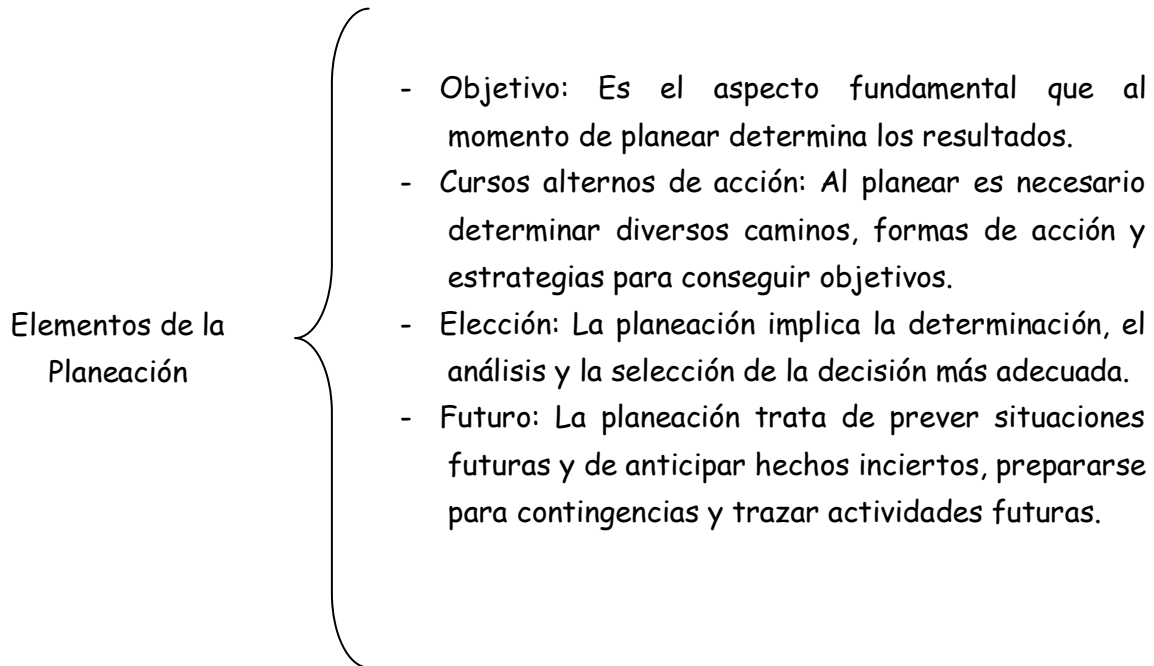 Elementos de la
Planeación
- Objetivo: Es el aspecto fundamental que al
momento de planear determina los resultados.
- Cursos alternos de acción: Al planear es necesario
determinar diversos caminos, formas de acción y
estrategias para conseguir objetivos.
- Elección: La planeación implica la determinación, el
análisis y la selección de la decisión más adecuada.
- Futuro: La planeación trata de prever situaciones
futuras y de anticipar hechos inciertos, prepararse
para contingencias y trazar actividades futuras.